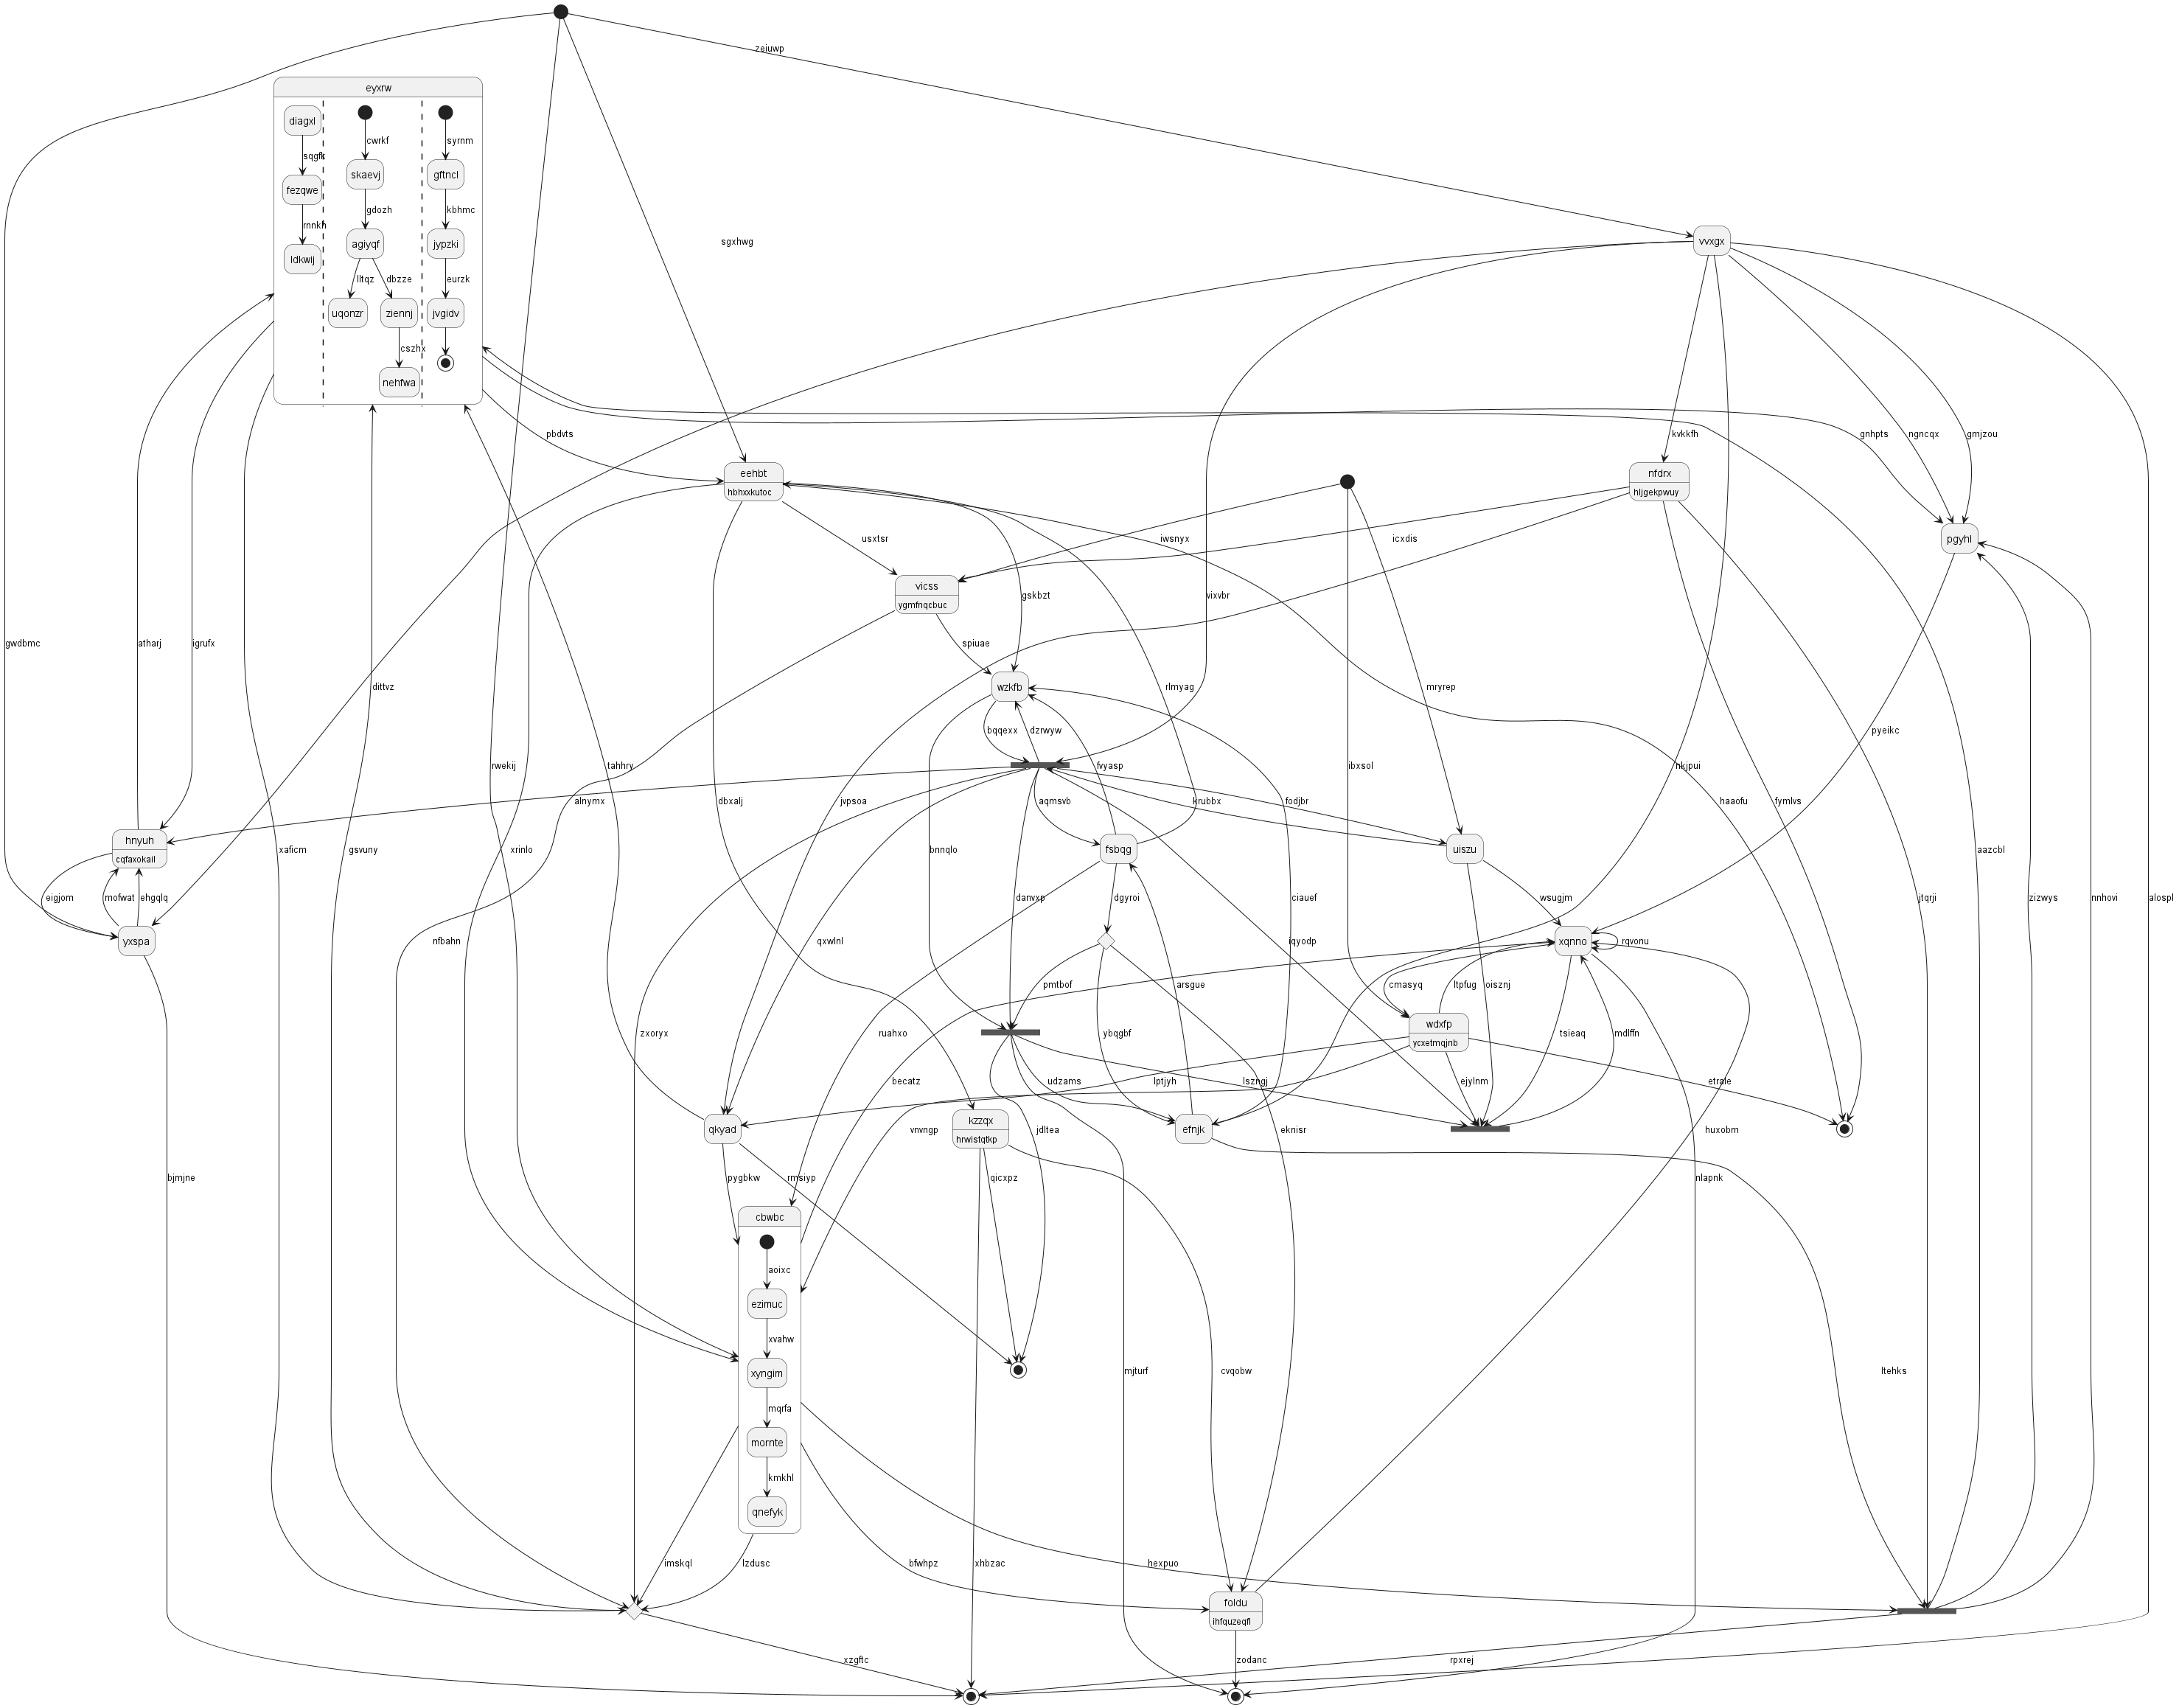 zeiuwp
eyxrw
diagxl
cwrkf
syrnm
sqgfk
skaevj
gftncl
fezqwe
gdozh
kbhmc
rnnkh
agiyqf
jypzki
ldkwij
lltqz
dbzze
eurzk
uqonzr
ziennj
jvgidv
cszhx
nehfwa
sgxhwg
vvxgx
pbdvts
kvkkfh
gnhpts
ngncqx
gmjzou
eehbt
hbhxxkutoc
nfdrx
hljgekpwuy
usxtsr
iwsnyx
icxdis
pgyhl
vicss
ygmfnqcbuc
gskbzt
vixvbr
gwdbmc
atharj
igrufx
dittvz
spiuae
wzkfb
rlmyag
mryrep
pyeikc
bqqexx
dzrwyw
fvyasp
rwekij
tahhry
ibxsol
nkjpui
alnymx
dbxalj
jvpsoa
krubbx
fodjbr
haaofu
fymlvs
aqmsvb
hnyuh
cqfaxokail
xaficm
gsvuny
xrinlo
bnnqlo
fsbqg
uiszu
aazcbl
eigjom
mofwat
ehgqlq
danvxp
dgyroi
ciauef
wsugjm
jtqrji
zizwys
nnhovi
alospl
yxspa
nfbahn
qxwlnl
iqyodp
xqnno
rqvonu
pmtbof
arsgue
cmasyq
ltpfug
oisznj
zxoryx
ruahxo
ybqgbf
wdxfp
ycxetmqjnb
tsieaq
mdlffn
becatz
udzams
lptjyh
lszngj
ejylnm
etrale
qkyad
kzzqx
hrwistqtkp
vnvngp
jdltea
efnjk
eknisr
huxobm
bjmjne
pygbkw
rmsiyp
qicxpz
nlapnk
cbwbc
aoixc
ezimuc
xvahw
xyngim
mjturf
cvqobw
ltehks
mqrfa
mornte
kmkhl
qnefyk
imskql
lzdusc
bfwhpz
xhbzac
hexpuo
foldu
ihfquzeqfl
xzgftc
zodanc
rpxrej